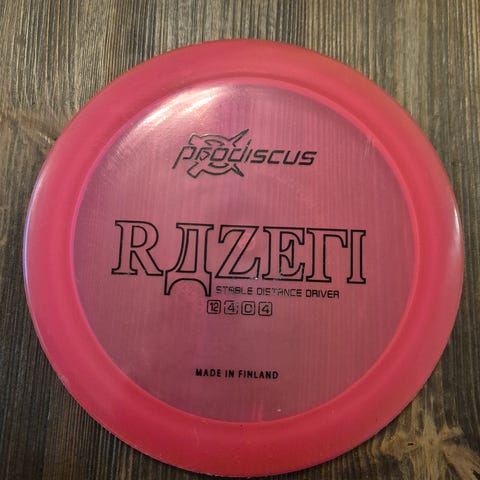 PRODISCUS
RAZERI
STABLE DISTANCE DRIVER
12 4 0 4
MADE IN FINLAND